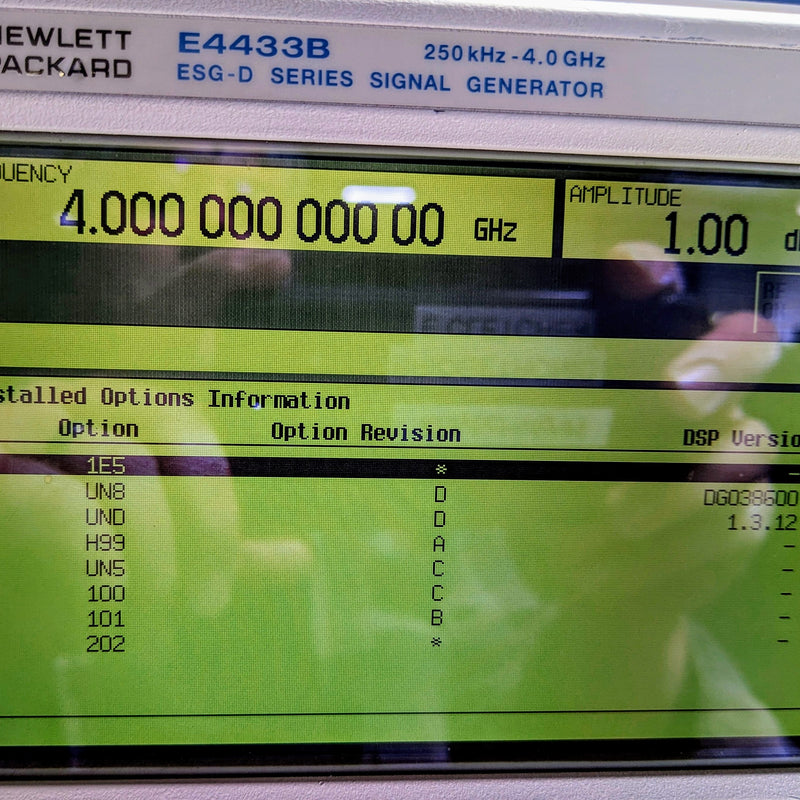 EWLETT
ACKARD
E4433B
250 kHz - 4.0 GHz
ESG-D SERIES SIGNAL GENERATOR
UENCY
4.000 000 000 00 GHz
AMPLITUDE
1.00 d
stalled Options Information
Option Option Revision DSP Versio
1E5 * -
UN8 D DG038600
UND D 1.3.12
H99 A -
UN5 C -
100 C -
101 B -
202 * -